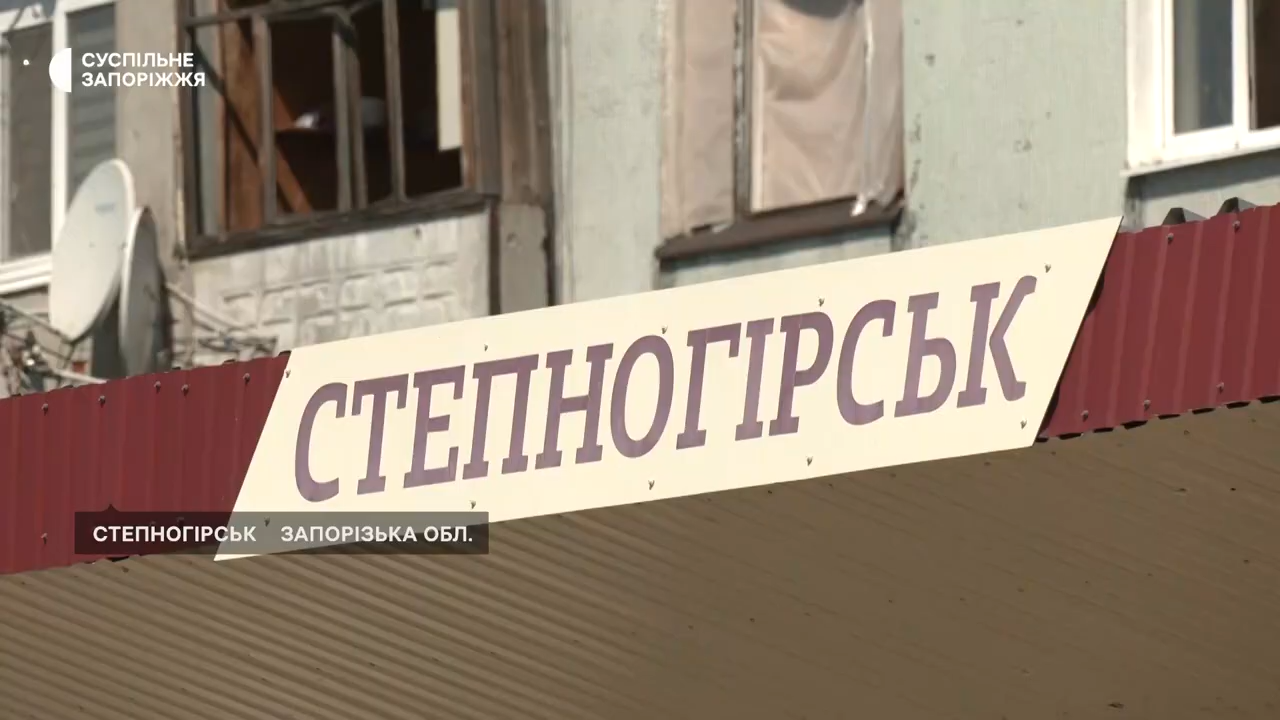 СУСПІЛЬНЕ
ЗАПОРІЖЖЯ
СТЕПНОГІРСЬК
СТЕПНОГІРСЬК ЗАПОРІЗЬКА ОБЛ.